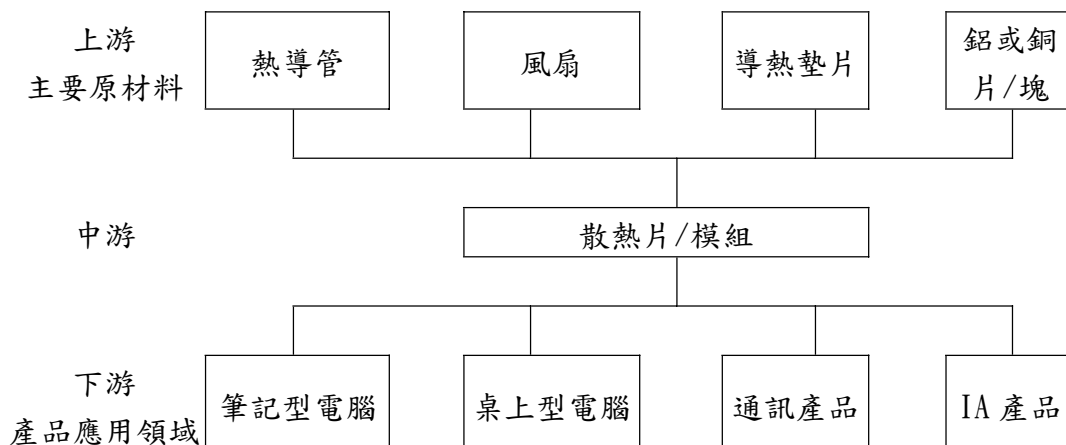 上游
主要原材料
熱導管
風扇
導熱墊片
鋁或銅
片/塊
中游
散熱片/模組
下游
產品應用領域
筆記型電腦
桌上型電腦
通訊產品
IA 產品